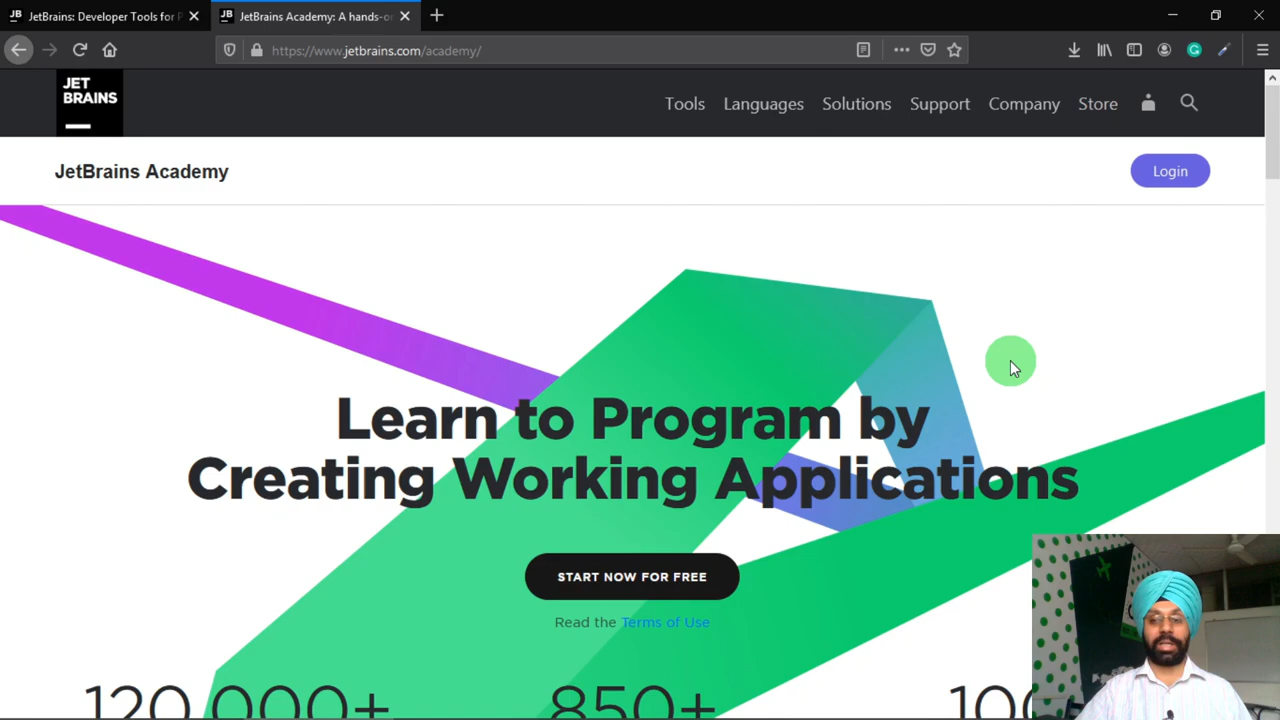 JetBrains: Developer Tools for P
JetBrains Academy: A hands-o
https://www.jetbrains.com/academy/
JET
BRAINS
Tools Languages Solutions Support Company Store
JetBrains Academy
Login
Learn to Program by
Creating Working Applications
START NOW FOR FREE
Read the Terms of Use
120,000+ 850+ 100